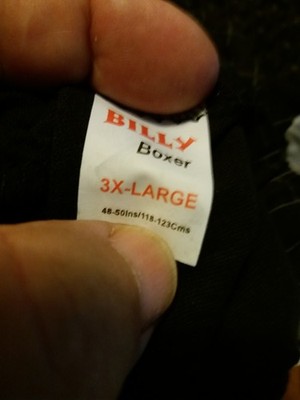 BILLY
Boxer
3X-LARGE
48-50Ins/118-123Cms